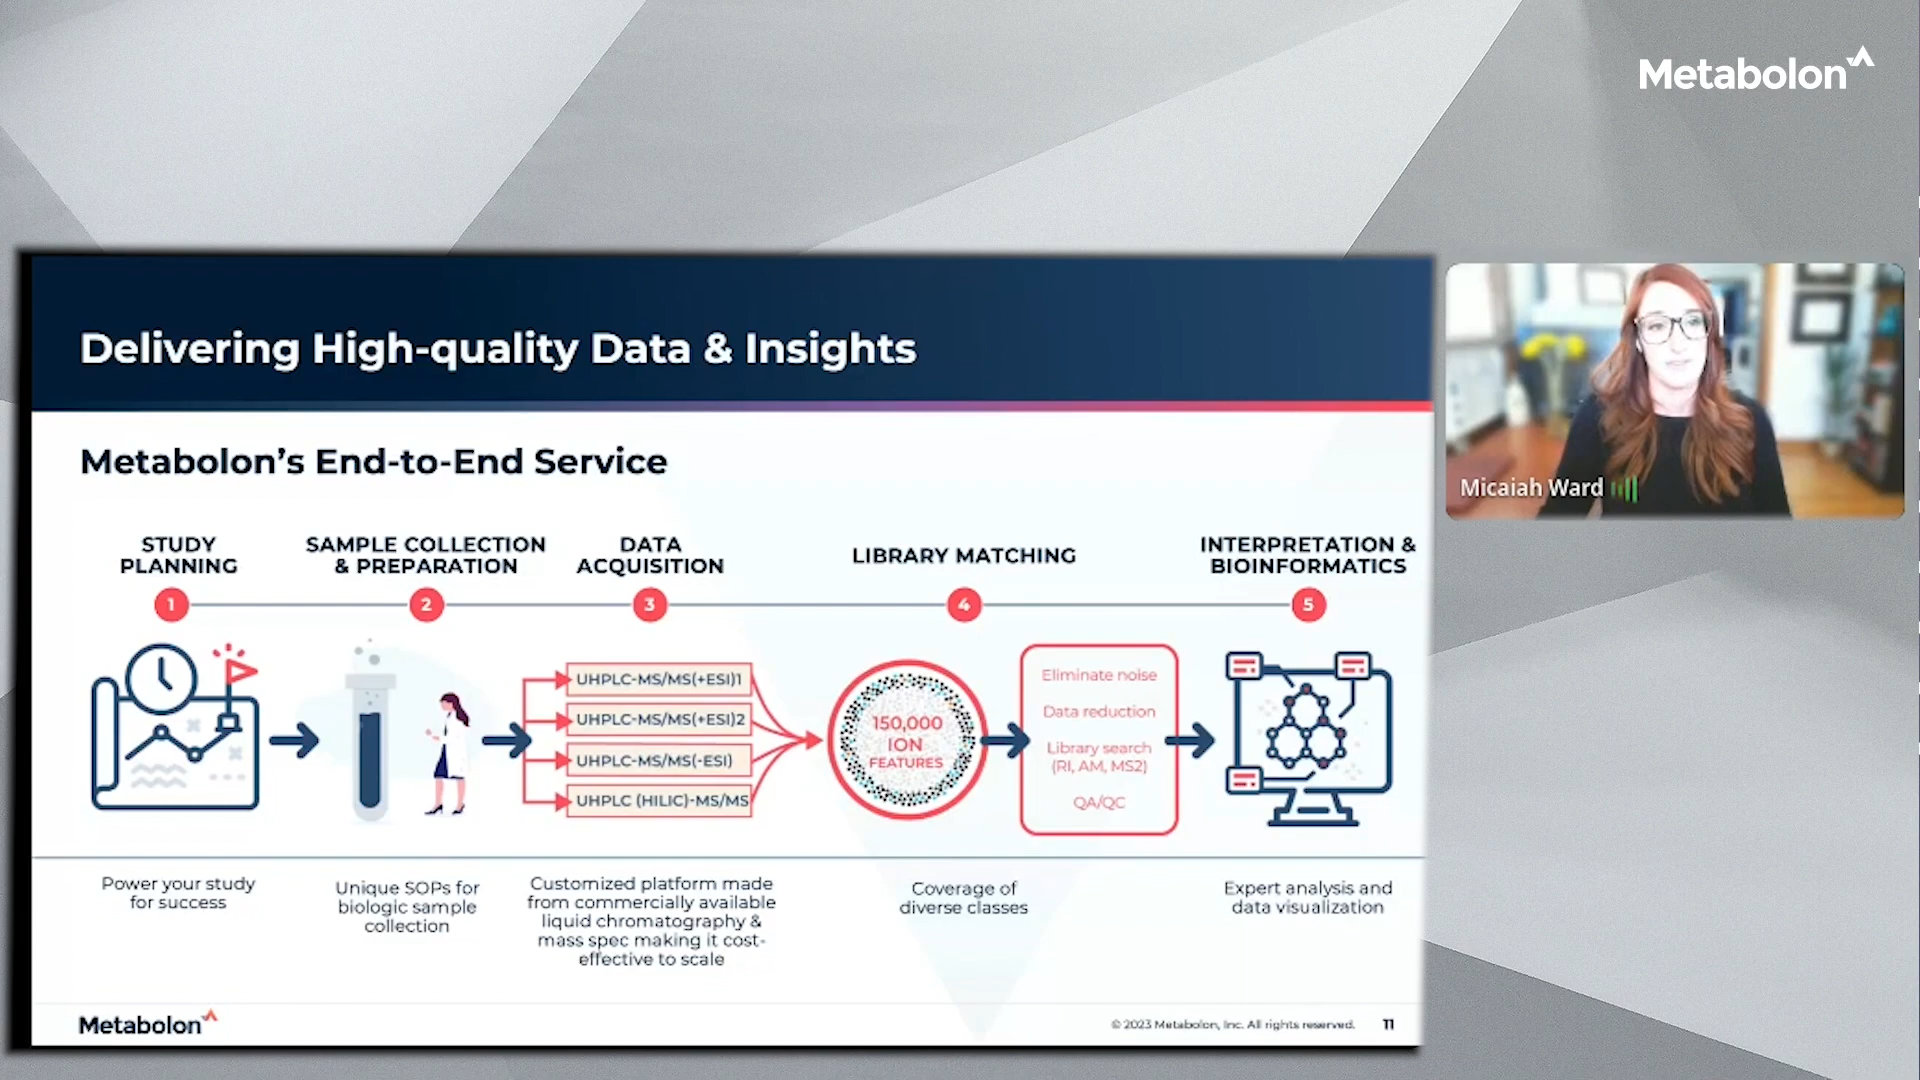 Metabolon
Delivering High-quality Data & Insights
Metabolon's End-to-End Service
STUDY
PLANNING
1
SAMPLE COLLECTION
& PREPARATION
2
DATA
ACQUISITION
3
LIBRARY MATCHING
4
INTERPRETATION &
BIOINFORMATICS
5
UHPLC-MS/MS(+ESI)1
UHPLC-MS/MS(+ESI)2
UHPLC-MS/MS(-ESI)
UHPLC (HILIC)-MS/MS
150,000
ION
FEATURES
Eliminate noise
Data reduction
Library search
(RI, AM, MS2)
QA/QC
Power your study
for success
Unique SOPs for
biologic sample
collection
Customized platform made
from commercially available
liquid chromatography &
mass spec making it cost-
effective to scale
Coverage of
diverse classes
Expert analysis and
data visualization
Metabolon
© 2023 Metabolon, Inc. All rights reserved. 11
Micaiah Ward